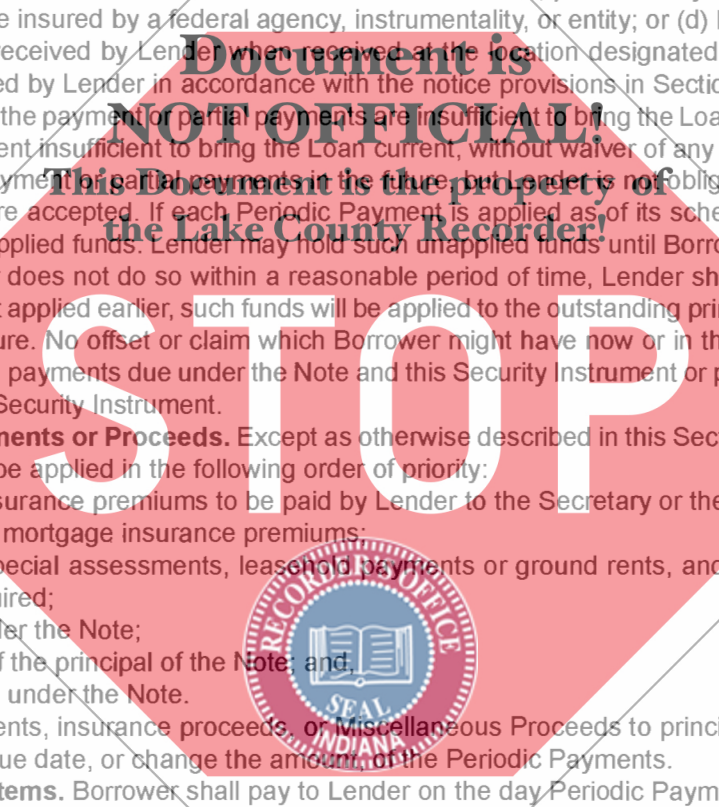 e insured by a federal agency, instrumentality, or entity; or (d)
received by Lender when received at the location designated
ed by Lender in accordance with the notice provisions in Sectio
the payment or partial payments are insufficient to bring the Loa
ent insufficient to bring the Loan current, without waiver of any
yment or partial payments in the future, but Lender is not oblig
re accepted. If each Periodic Payment is applied as of its sche
pplied funds. Lender may hold such unapplied funds until Borro
does not do so within a reasonable period of time, Lender sh
t applied earlier, such funds will be applied to the outstanding pri
ure. No offset or claim which Borrower might have now or in th
payments due under the Note and this Security Instrument or p
Security Instrument.
nents or Proceeds. Except as otherwise described in this Sec
be applied in the following order of priority:
surance premiums to be paid by Lender to the Secretary or the
mortgage insurance premiums;
pecial assessments, leasehold payments or ground rents, and
uired;
der the Note;
f the principal of the Note; and,
under the Note.
ents, insurance proceeds, or Miscellaneous Proceeds to princi
ue date, or change the amount, of the Periodic Payments.
tems. Borrower shall pay to Lender on the day Periodic Paym
Document is
NOT OFFICIAL!
This Document is the property of
the Lake County Recorder!
STOP
RECORDER'S OFFICE
SEAL
INDIANA